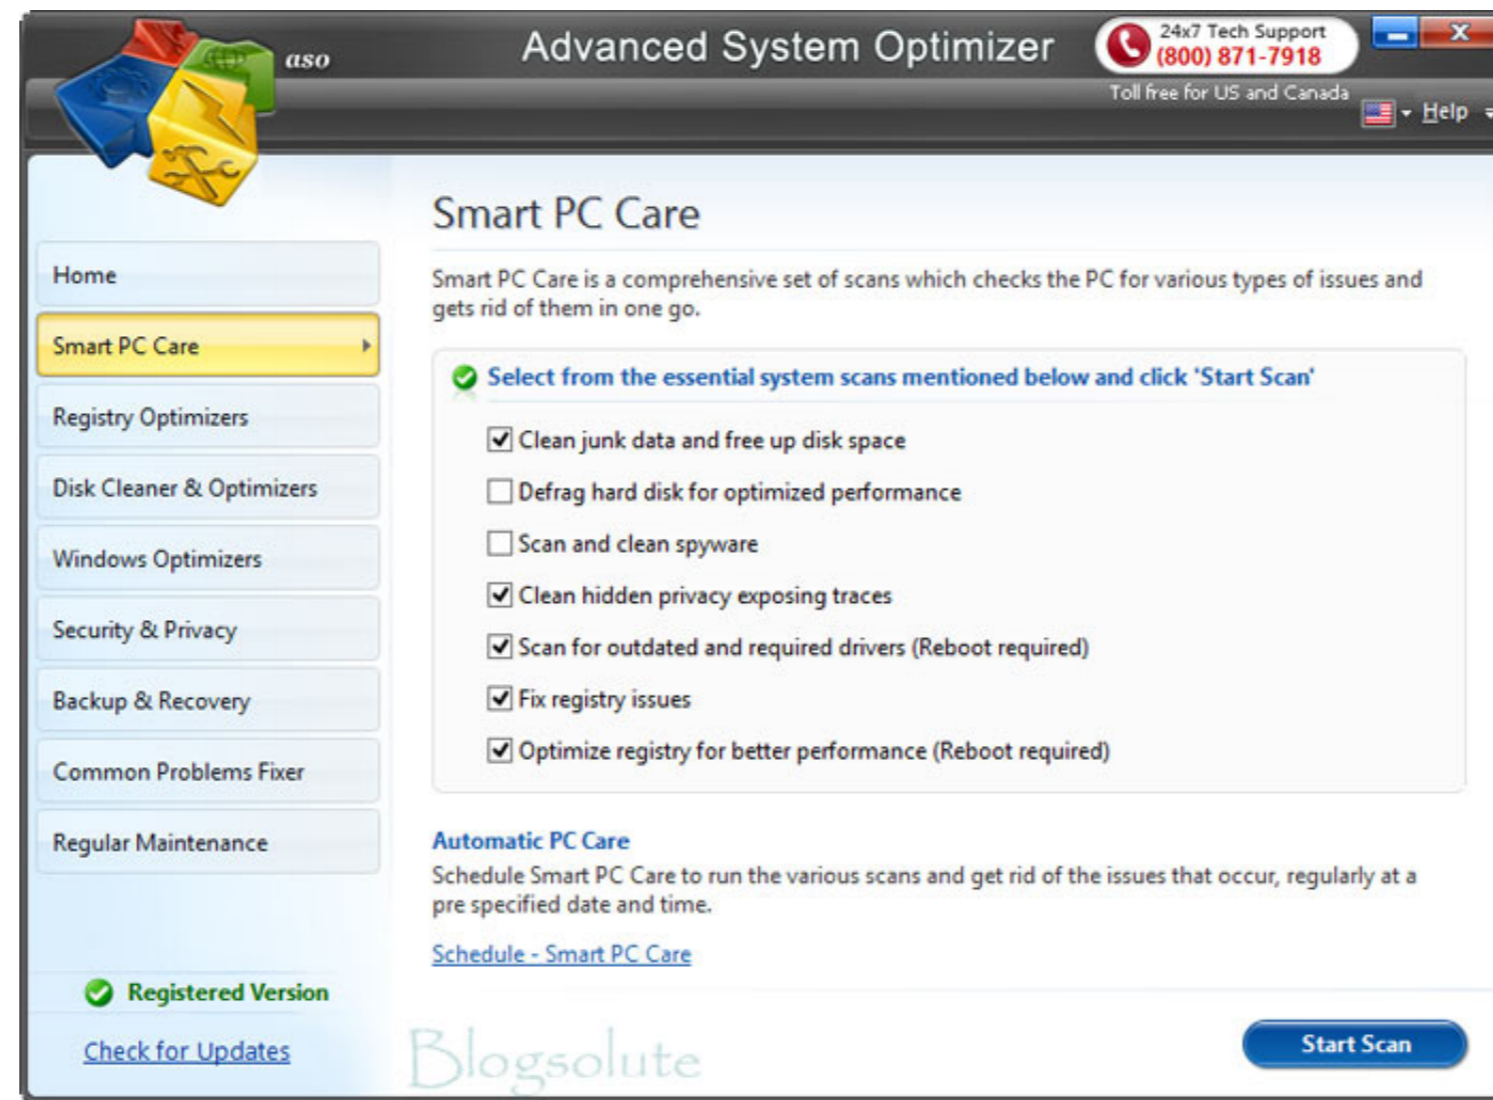 aso
Advanced System Optimizer
24x7 Tech Support
(800) 871-7918
Toll free for US and Canada
Help
Smart PC Care
Smart PC Care is a comprehensive set of scans which checks the PC for various types of issues and
gets rid of them in one go.
Home
Smart PC Care
Registry Optimizers
Disk Cleaner & Optimizers
Windows Optimizers
Security & Privacy
Backup & Recovery
Common Problems Fixer
Regular Maintenance
Select from the essential system scans mentioned below and click 'Start Scan'
Clean junk data and free up disk space
Defrag hard disk for optimized performance
Scan and clean spyware
Clean hidden privacy exposing traces
Scan for outdated and required drivers (Reboot required)
Fix registry issues
Optimize registry for better performance (Reboot required)
Automatic PC Care
Schedule Smart PC Care to run the various scans and get rid of the issues that occur, regularly at a
pre specified date and time.
Schedule - Smart PC Care
Registered Version
Check for Updates
Blogsolute
Start Scan